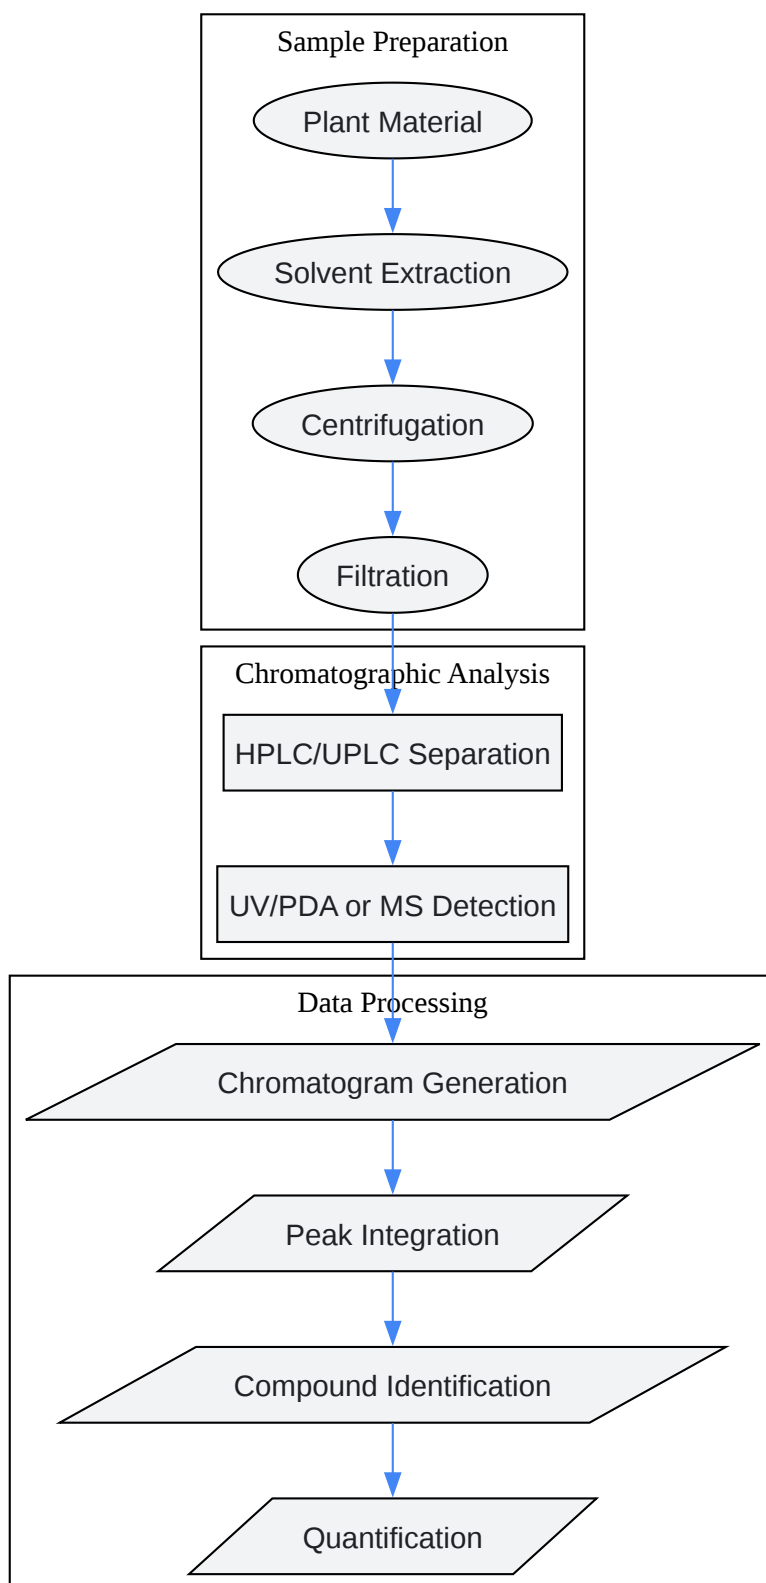 Sample Preparation
Plant Material
Solvent Extraction
Centrifugation
Filtration
Chromatographic Analysis
HPLC/UPLC Separation
UV/PDA or MS Detection
Data Processing
Chromatogram Generation
Peak Integration
Compound Identification
Quantification